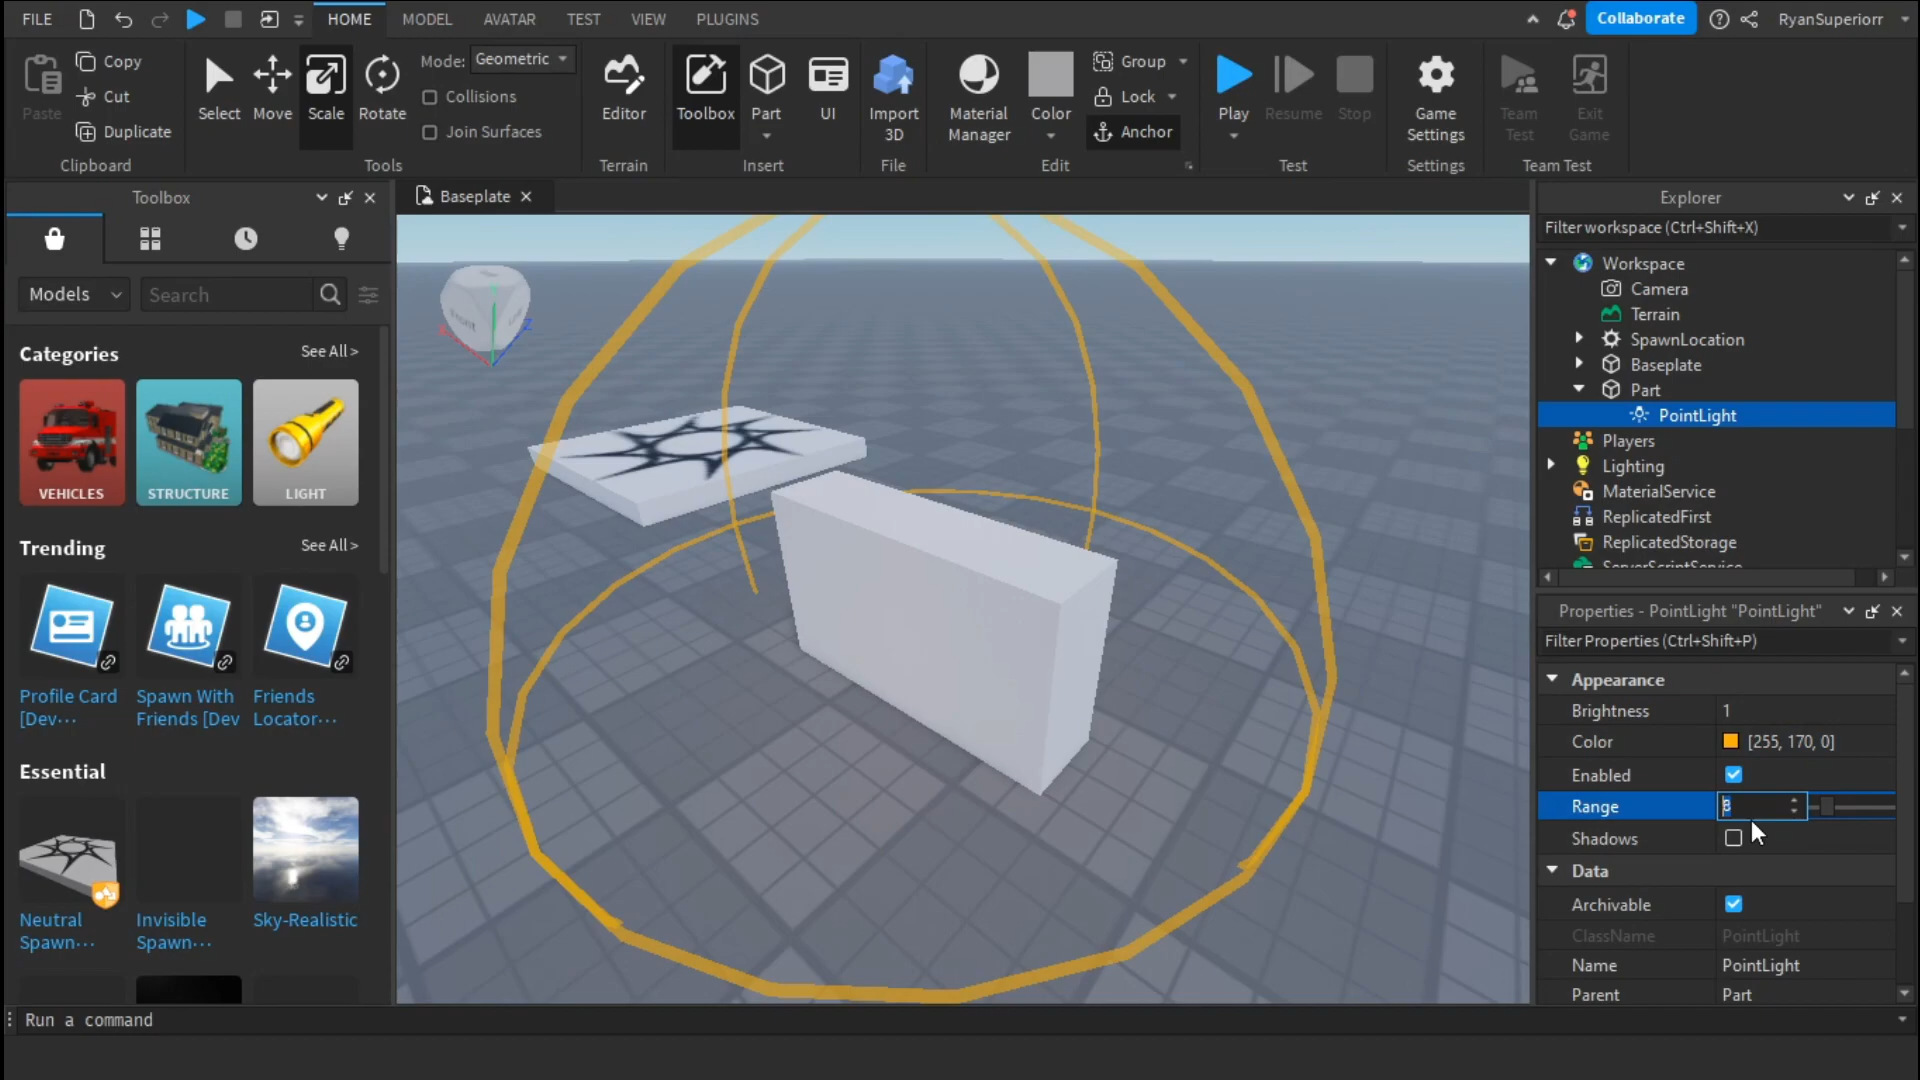 FILE HOME MODEL AVATAR TEST VIEW PLUGINS Collaborate RyanSuperiorr
Paste Copy Cut Duplicate
Clipboard
Select Move Scale Rotate Mode: Geometric
Collisions
Join Surfaces
Tools
Editor
Terrain
Toolbox Part UI
Insert
Import
3D
File
Material
Manager
Color
Group
Lock
Anchor
Edit
Play Resume Stop
Test
Game
Settings
Settings
Team
Test
Exit
Game
Team Test
Toolbox
Models Search
Categories See All >
VEHICLES STRUCTURE LIGHT
Trending See All >
Profile Card
[Dev...
Spawn With
Friends [Dev
Friends
Locator...
Essential
Neutral
Spawn...
Invisible
Spawn...
Sky-Realistic
Baseplate
Front
Explorer
Filter workspace (Ctrl+Shift+X)
Workspace
Camera
Terrain
SpawnLocation
Baseplate
Part
PointLight
Players
Lighting
MaterialService
ReplicatedFirst
ReplicatedStorage
ServerScriptService
Properties - PointLight "PointLight"
Filter Properties (Ctrl+Shift+P)
Appearance
Brightness 1
Color [255, 170, 0]
Enabled
Range 8
Shadows
Data
Archivable
ClassName PointLight
Name PointLight
Parent Part
Run a command